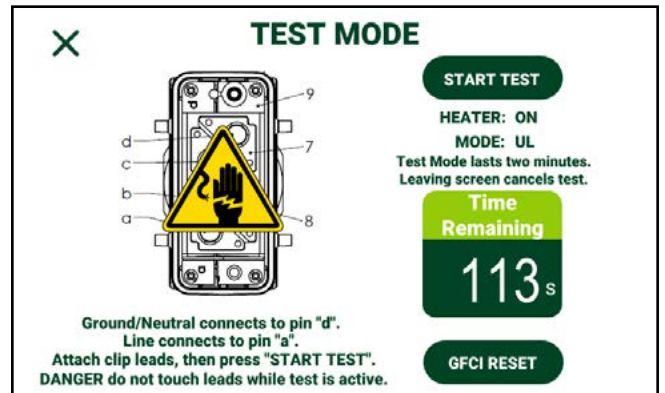 TEST MODE
START TEST
HEATER: ON
MODE: UL
Test Mode lasts two minutes.
Leaving screen cancels test.
Time
Remaining
113 s
GFCI RESET
9
d
7
c
b
a
8
Ground/Neutral connects to pin "d".
Line connects to pin "a".
Attach clip leads, then press "START TEST".
DANGER do not touch leads while test is active.